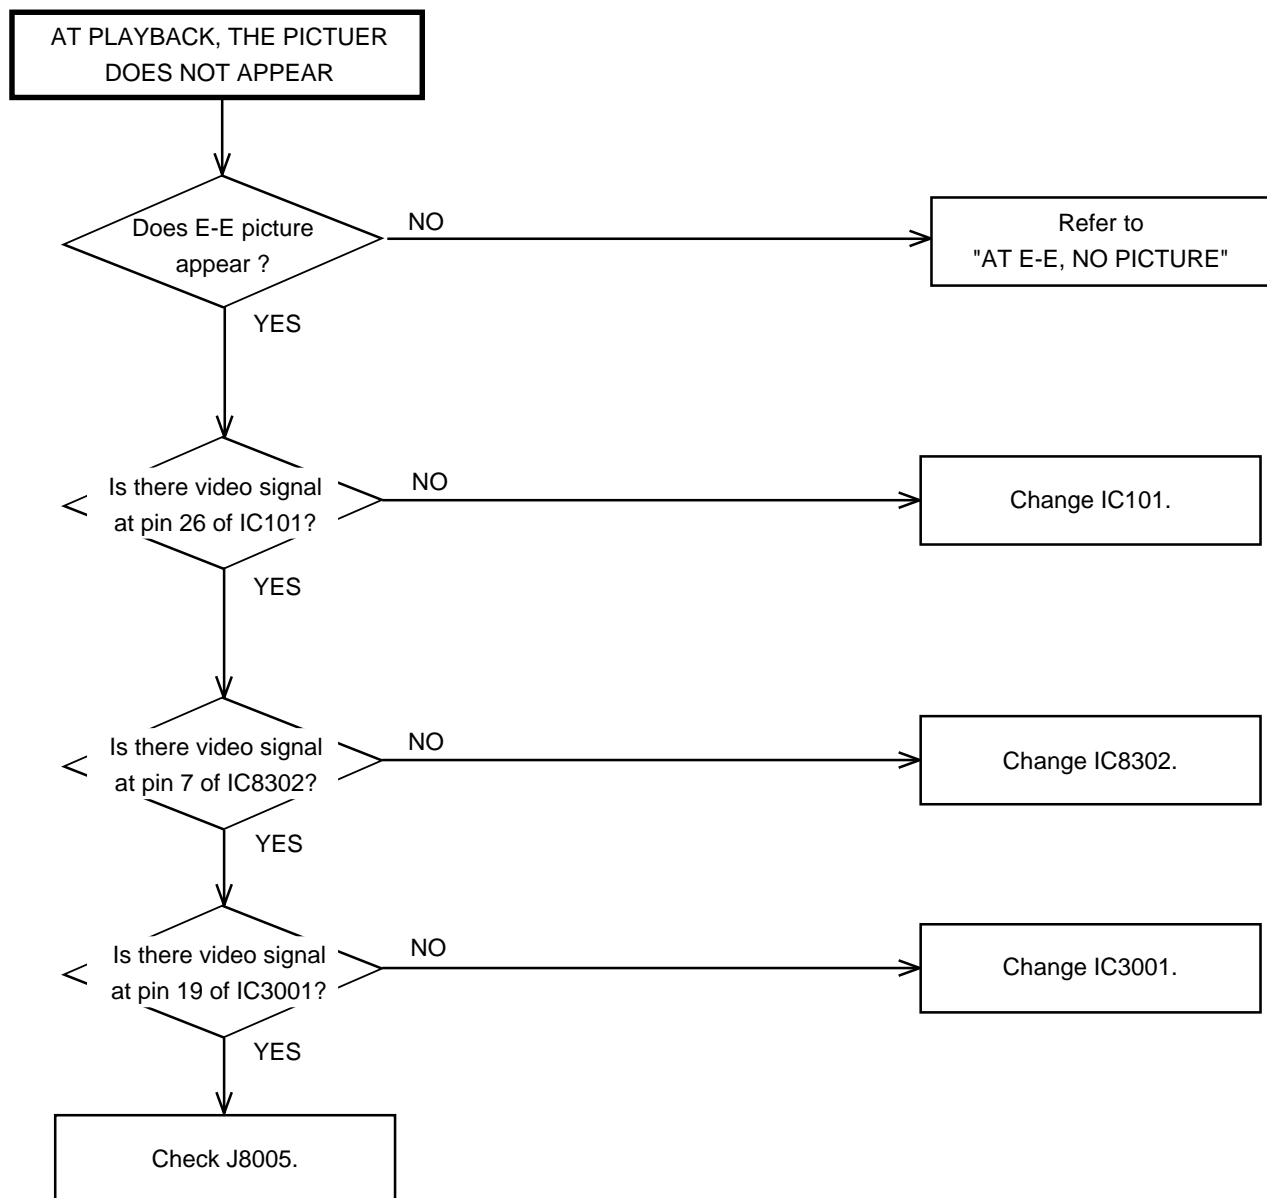 AT PLAYBACK, THE PICTUER
DOES NOT APPEAR
Does E-E picture
appear ?
NO
Refer to
"AT E-E, NO PICTURE"
YES
Is there video signal
at pin 26 of IC101?
NO
Change IC101.
YES
Is there video signal
at pin 7 of IC8302?
NO
Change IC8302.
YES
Is there video signal
at pin 19 of IC3001?
NO
Change IC3001.
YES
Check J8005.